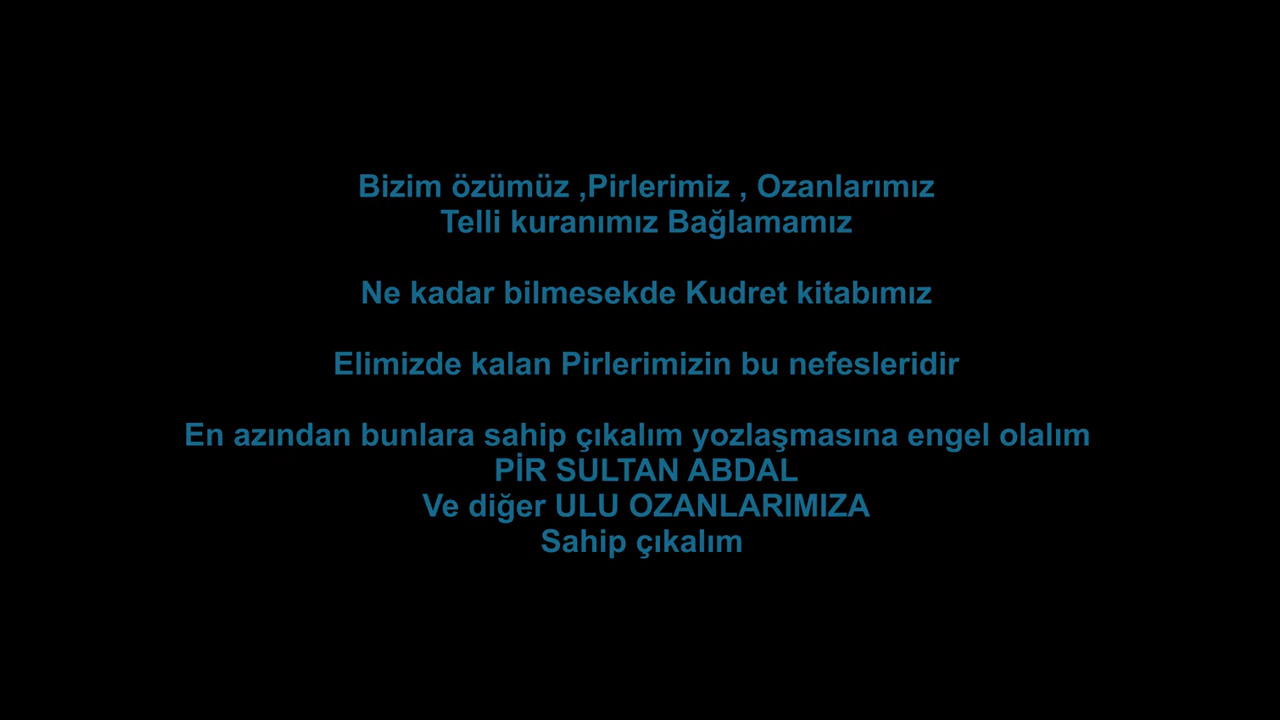 Bizim özümüz ,Pirlerimiz , Ozanlarımız
Telli kuranımız Bağlamamız
Ne kadar bilmesekde Kudret kitabımız
Elimizde kalan Pirlerimizin bu nefesleridir
En azından bunlara sahip çıkalım yozlaşmasına engel olalım
PİR SULTAN ABDAL
Ve diğer ULU OZANLARIMIZA
Sahip çıkalım